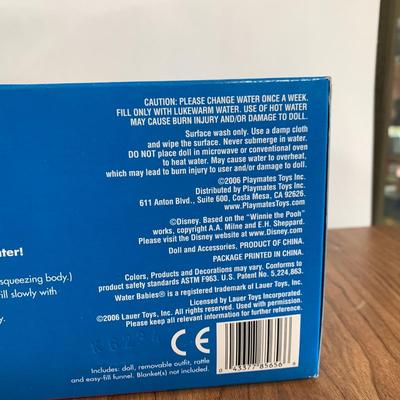 CAUTION: PLEASE CHANGE WATER ONCE A WEEK.
FILL ONLY WITH LUKEWARM WATER. USE OF HOT WATER
MAY CAUSE BURN INJURY AND/OR DAMAGE TO DOLL.
Surface wash only. Use a damp cloth
and wipe the surface. Never submerge in water.
DO NOT place doll in microwave or conventional oven
to heat water. May cause water to overheat,
which may lead to burn injury to user and/or damage to doll.
©2006 Playmates Toys Inc.
Distributed by Playmates Toys Inc.
611 Anton Blvd., Suite 600, Costa Mesa, CA 92626.
www.PlaymatesToys.com
©Disney. Based on the "Winnie the Pooh"
works, copyright A.A. Milne and E.H. Sheppard.
Please visit the Disney website at www.Disney.com
Doll and Accessories, PRODUCT OF CHINA.
PACKAGE PRINTED IN CHINA.
Colors, Products and Decorations may vary. Conforms to
product safety standards ASTM F963. U.S. Patent No. 5,224,863.
Water Babies® is a registered trademark of Lauer Toys Incorporated.
Licensed by Lauer Toys Incorporated.
©2006 Lauer Toys, Inc. All rights reserved. Used with permission.
Please keep all relevant information for further reference.
ater!
squeezing body.)
ill slowly with
y.
CE
0 43377 85656
Includes: doll, removable outfit, rattle
and easy-fill funnel. Blanket(s) not included.